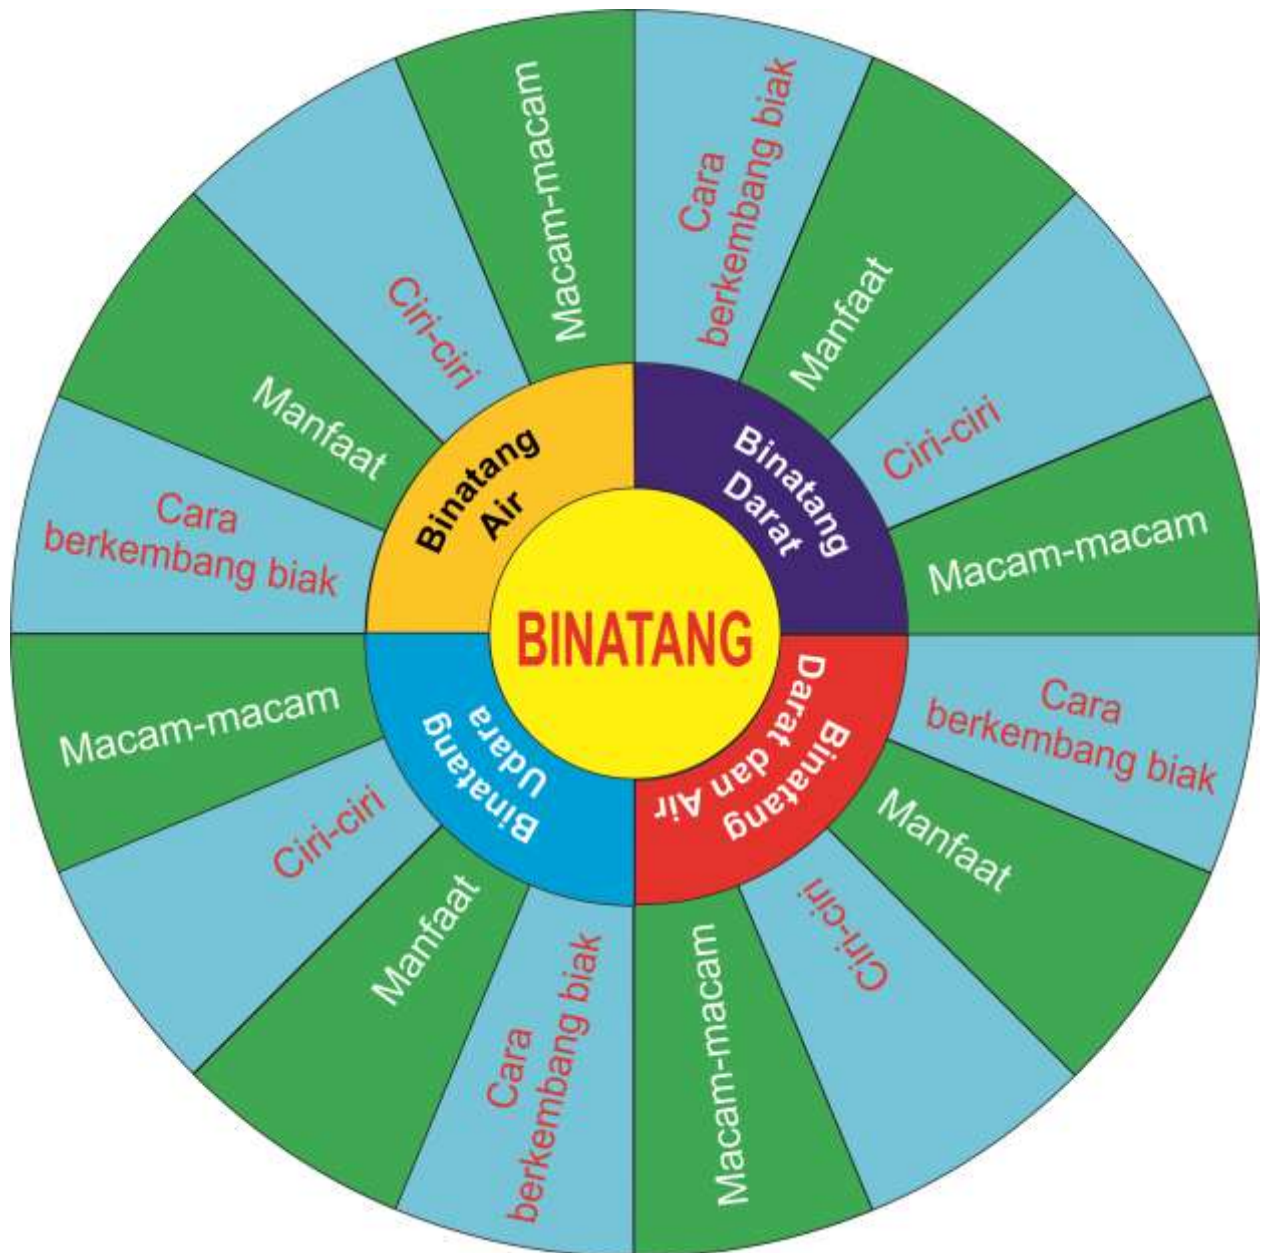 BINATANG
Binatang
Darat
Cara
berkembang biak
Manfaat
Ciri-ciri
Macam-macam
Binatang
Darat dan Air
Cara
berkembang biak
Manfaat
Ciri-ciri
Macam-macam
Binatang
Udara
Cara
berkembang biak
Manfaat
Ciri-ciri
Macam-macam
Binatang
Air
Cara
berkembang biak
Manfaat
Ciri-ciri
Macam-macam